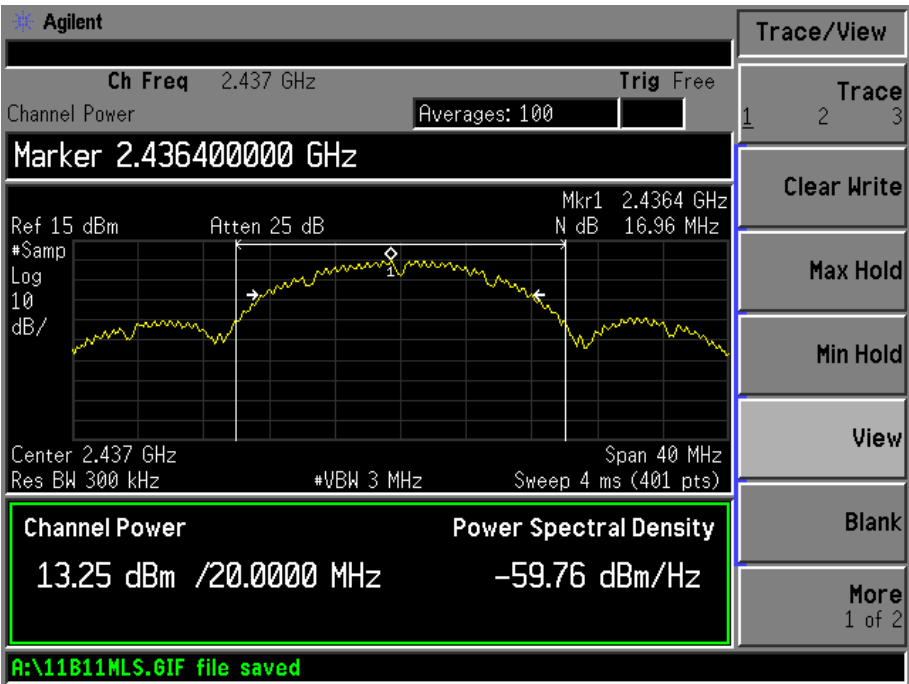 Agilent
Trace/View
Ch Freq 2.437 GHz Trig Free
Channel Power Averages: 100
Trace
1 2 3
Marker 2.436400000 GHz
Clear Write
Mkr1 2.4364 GHz
Ref 15 dBm Atten 25 dB N dB 16.96 MHz
#Samp
Log
10
dB/
1
Max Hold
Min Hold
View
Center 2.437 GHz Span 40 MHz
Res BW 300 kHz #VBW 3 MHz Sweep 4 ms (401 pts)
Channel Power Power Spectral Density
13.25 dBm /20.0000 MHz -59.76 dBm/Hz
Blank
More
1 of 2
A:\11B11MLS.GIF file saved